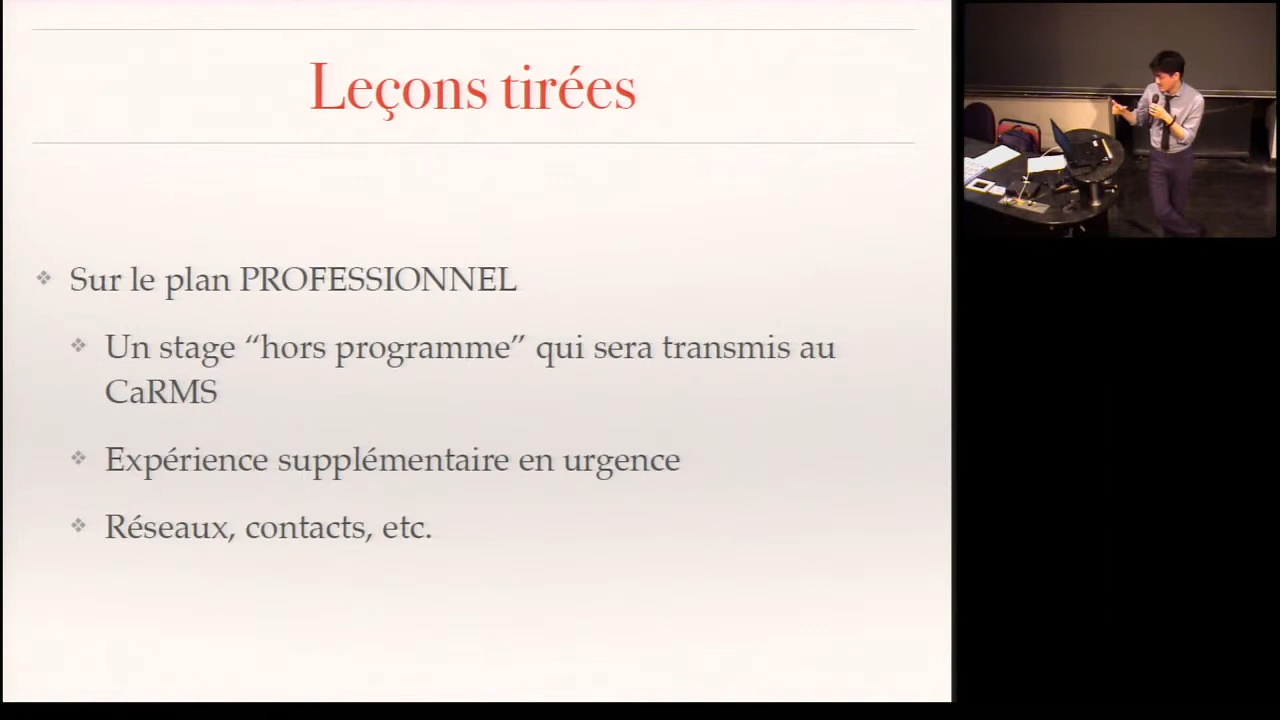 Leçons tirées
Sur le plan PROFESSIONNEL
Un stage “hors programme” qui sera transmis au
CaRMS
Expérience supplémentaire en urgence
Réseaux, contacts, etc.